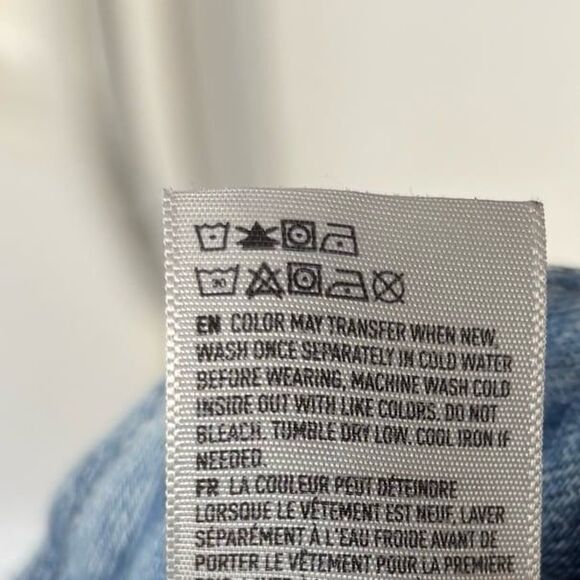 30
EN COLOR MAY TRANSFER WHEN NEW,
WASH ONCE SEPARATELY IN COLD WATER
BEFORE WEARING. MACHINE WASH COLD
INSIDE OUT WITH LIKE COLORS. DO NOT
BLEACH. TUMBLE DRY LOW. COOL IRON IF
NEEDED.
FR LA COULEUR PEUT DÉTEINDRE
LORSQUE LE VÊTEMENT EST NEUF, LAVER
SÉPARÉMENT À L'EAU FROIDE AVANT DE
PORTER LE VÊTEMENT POUR LA PREMIÈRE